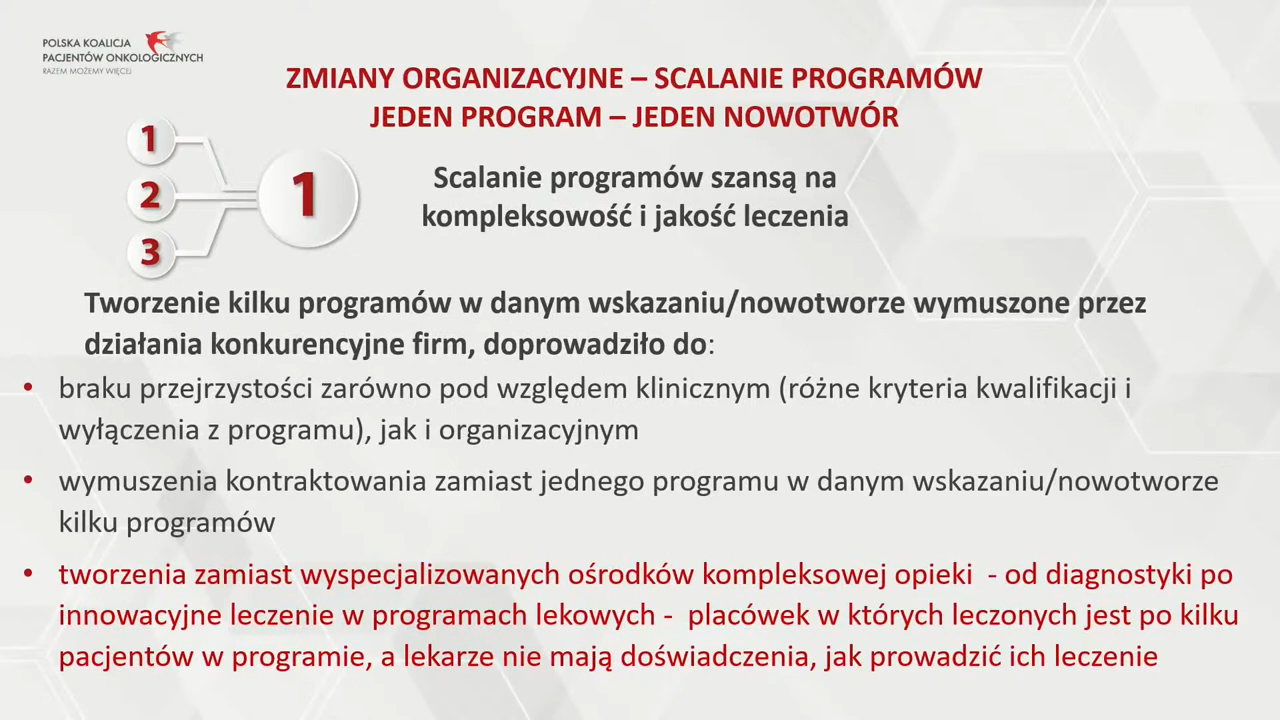 POLSKA KOALICJA
PACJENTÓW ONKOLOGICZNYCH
RAZEM MOŻEMY WIĘCEJ
ZMIANY ORGANIZACYJNE – SCALANIE PROGRAMÓW
JEDEN PROGRAM – JEDEN NOWOTWÓR
1
2
3
1
Scalanie programów szansą na
kompleksowość i jakość leczenia
Tworzenie kilku programów w danym wskazaniu/nowotworze wymuszone przez
działania konkurencyjne firm, doprowadziło do:
• braku przejrzystości zarówno pod względem klinicznym (różne kryteria kwalifikacji i
wyłączenia z programu), jak i organizacyjnym
• wymuszenia kontraktowania zamiast jednego programu w danym wskazaniu/nowotworze
kilku programów
• tworzenia zamiast wyspecjalizowanych ośrodków kompleksowej opieki - od diagnostyki po
innowacyjne leczenie w programach lekowych - placówek w których leczonych jest po kilku
pacjentów w programie, a lekarze nie mają doświadczenia, jak prowadzić ich leczenie